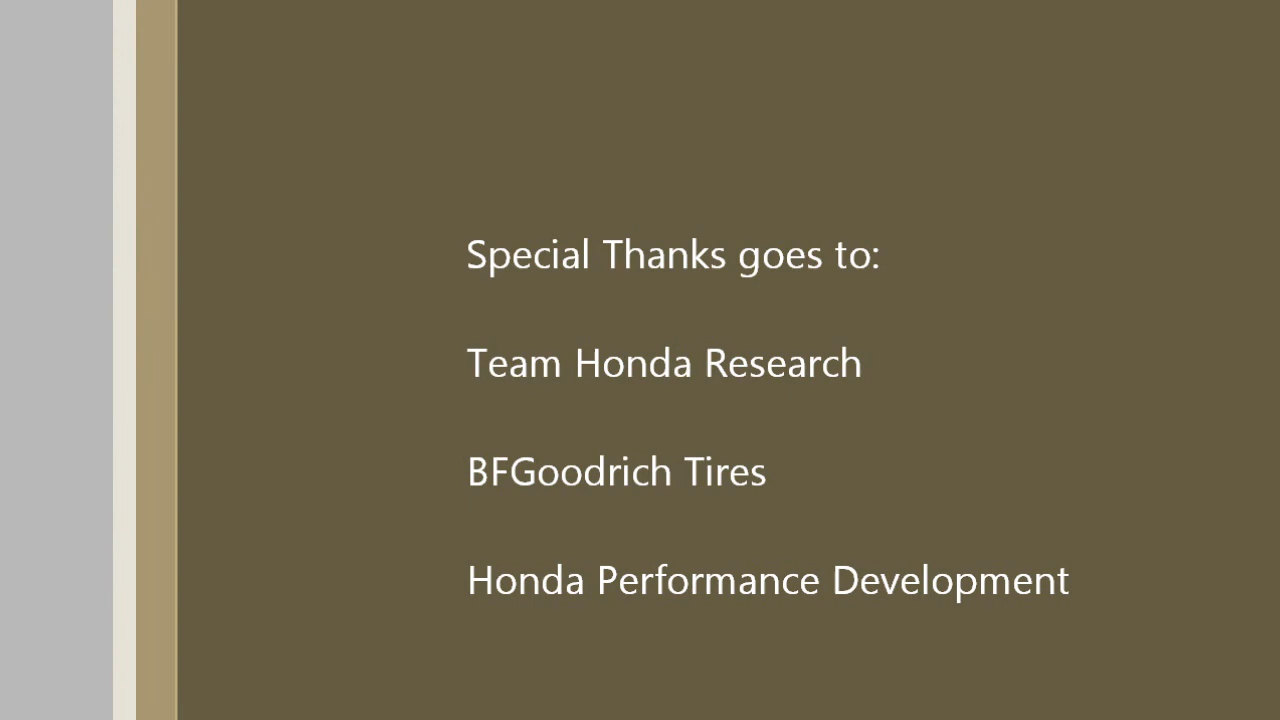 Special Thanks goes to:
Team Honda Research
BFGoodrich Tires
Honda Performance Development